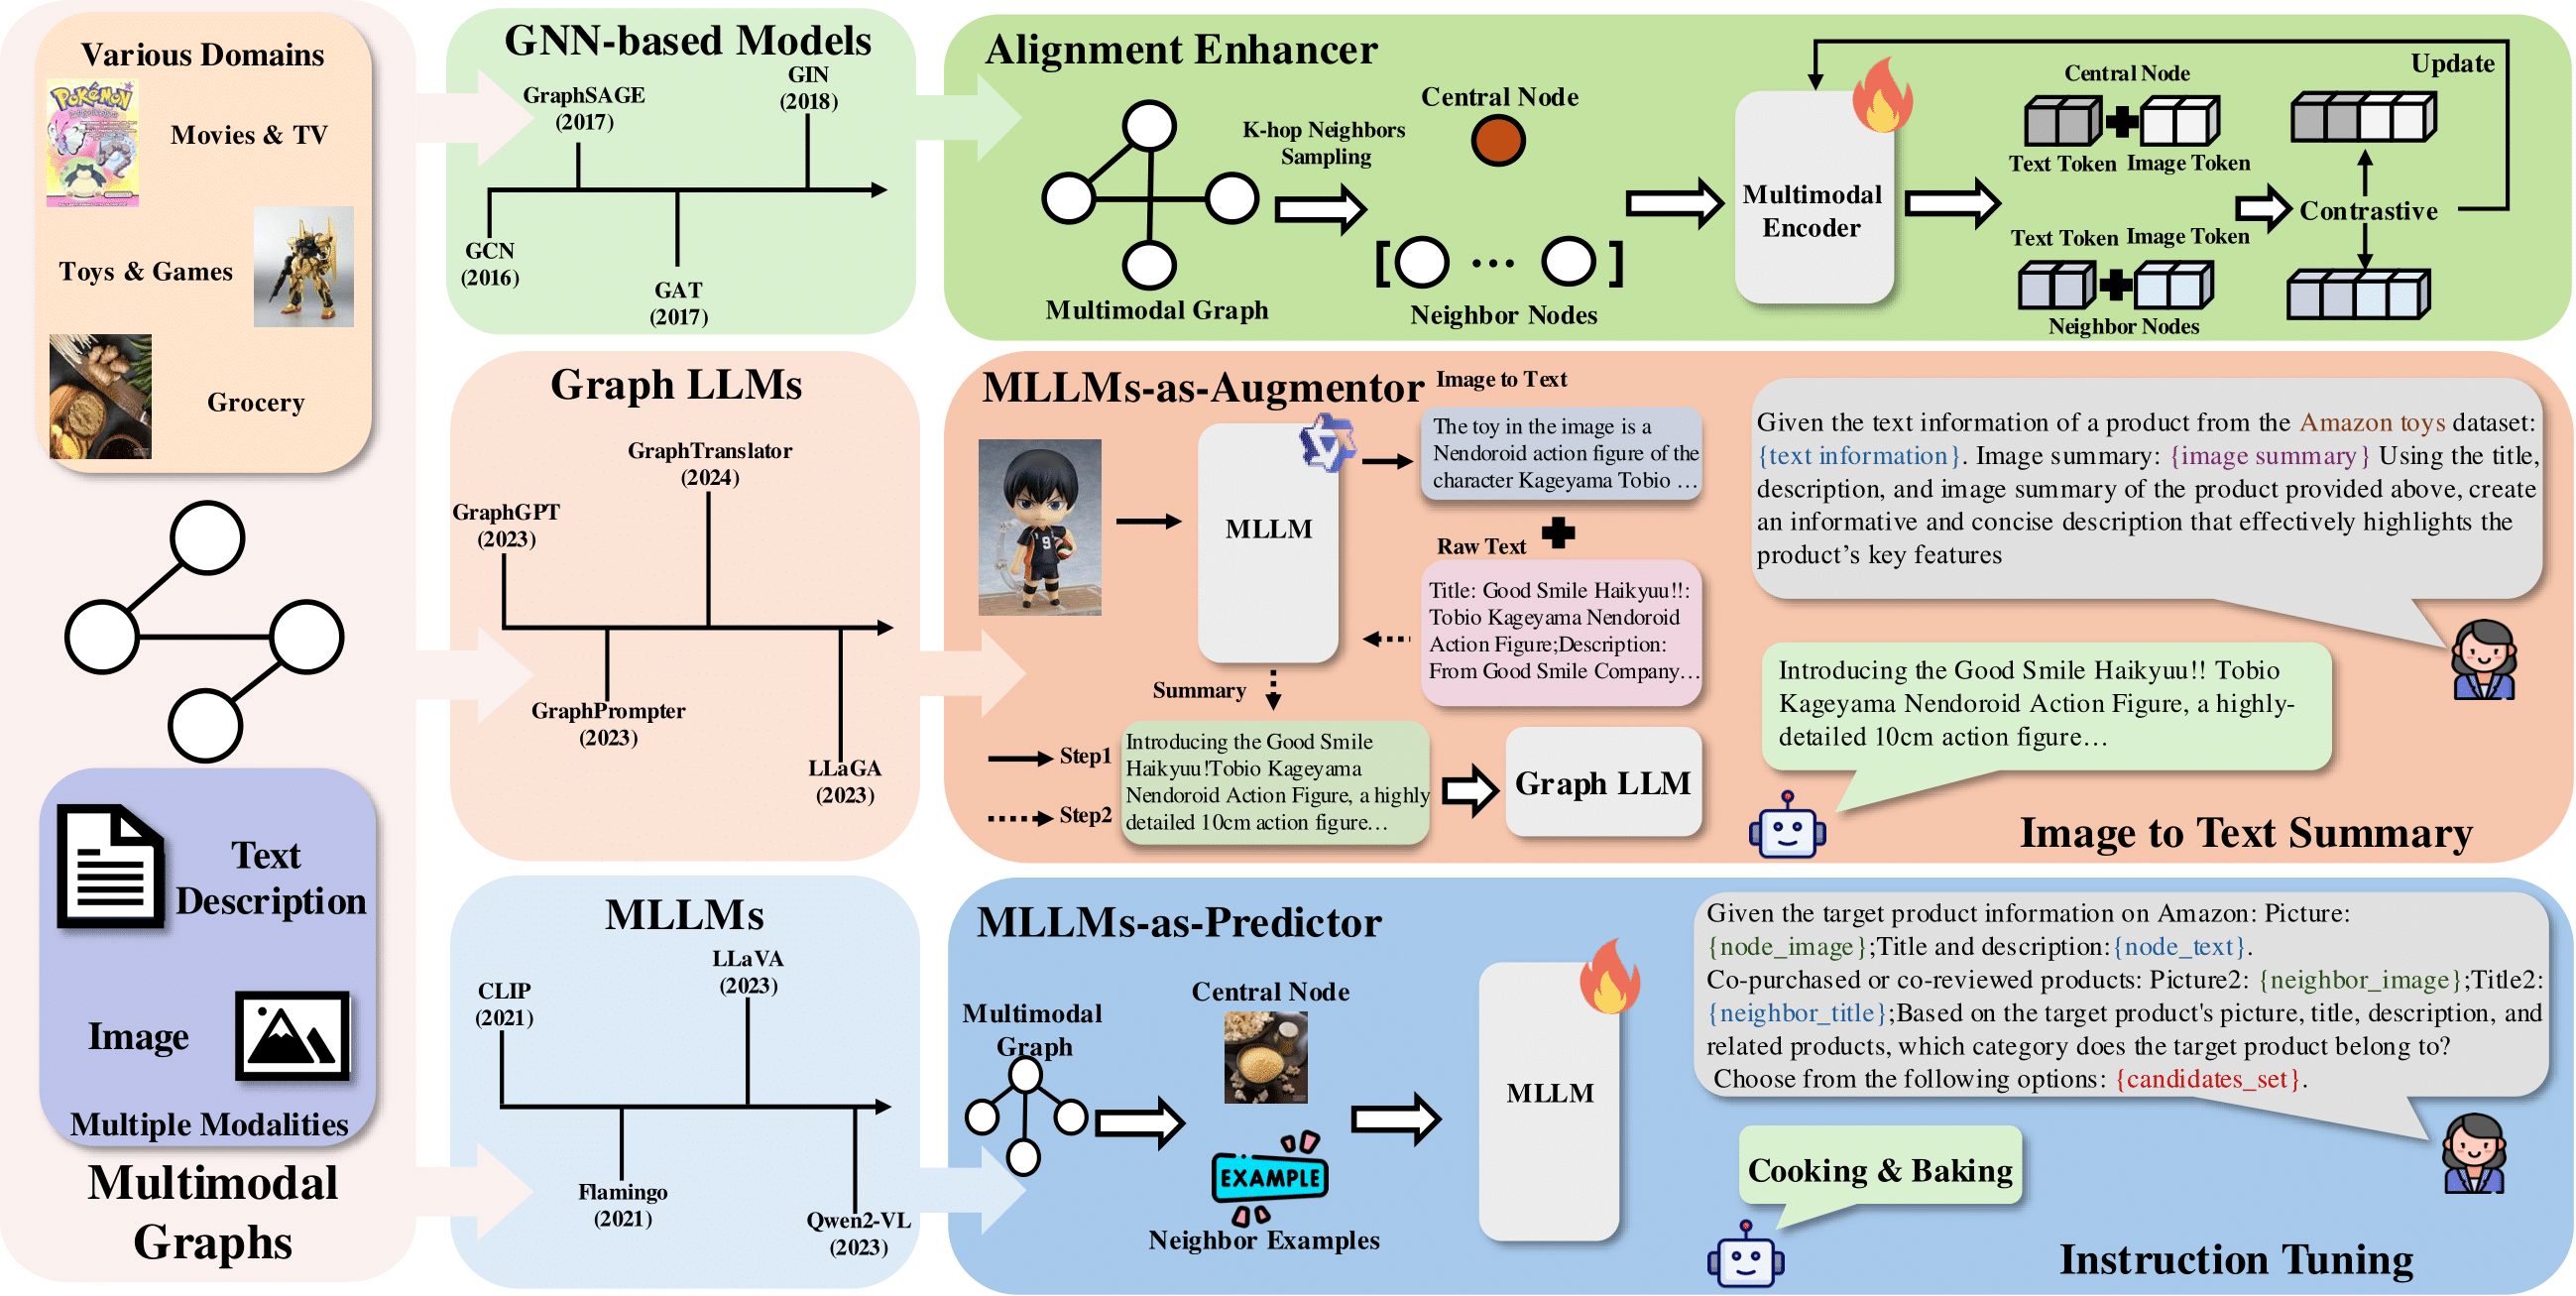 Various Domains
POKéMON
Movies & TV
Toys & Games
Grocery
Text
Description
Image
Multiple Modalities
Multimodal
Graphs
GNN-based Models
GraphSAGE
(2017)
GIN
(2018)
GCN
(2016)
GAT
(2017)
Graph LLMs
GraphTranslator
(2024)
GraphGPT
(2023)
GraphPrompter
(2023)
LLaGA
(2023)
MLLMs
LLaVA
(2023)
CLIP
(2021)
Flamingo
(2021)
Qwen2-VL
(2023)
Alignment Enhancer
Multimodal Graph
K-hop Neighbors
Sampling
Central Node
[ ... ]
Neighbor Nodes
Multimodal
Encoder
Central Node
Text Token Image Token
Text Token Image Token
Neighbor Nodes
Update
Contrastive
MLLMs-as-Augmentor
9
MLLM
Image to Text
The toy in the image is a
Nendoroid action figure of the
character Kageyama Tobio …
Raw Text
Title: Good Smile Haikyuu!!:
Tobio Kageyama Nendoroid
Action Figure;Description:
From Good Smile Company…
Summary
Step1
Step2
Introducing the Good Smile
Haikyuu!Tobio Kageyama
Nendoroid Action Figure, a highly
detailed 10cm action figure…
Graph LLM
Given the text information of a product from the Amazon toys dataset:
{text information}. Image summary: {image summary} Using the title,
description, and image summary of the product provided above, create
an informative and concise description that effectively highlights the
product’s key features
Introducing the Good Smile Haikyuu!! Tobio
Kageyama Nendoroid Action Figure, a highly-
detailed 10cm action figure…
Image to Text Summary
MLLMs-as-Predictor
Multimodal
Graph
Central Node
EXAMPLE
Neighbor Examples
MLLM
Given the target product information on Amazon: Picture:
{node_image};Title and description:{node_text}.
Co-purchased or co-reviewed products: Picture2: {neighbor_image};Title2:
{neighbor_title};Based on the target product's picture, title, description, and
related products, which category does the target product belong to?
Choose from the following options: {candidates_set}.
Cooking & Baking
Instruction Tuning